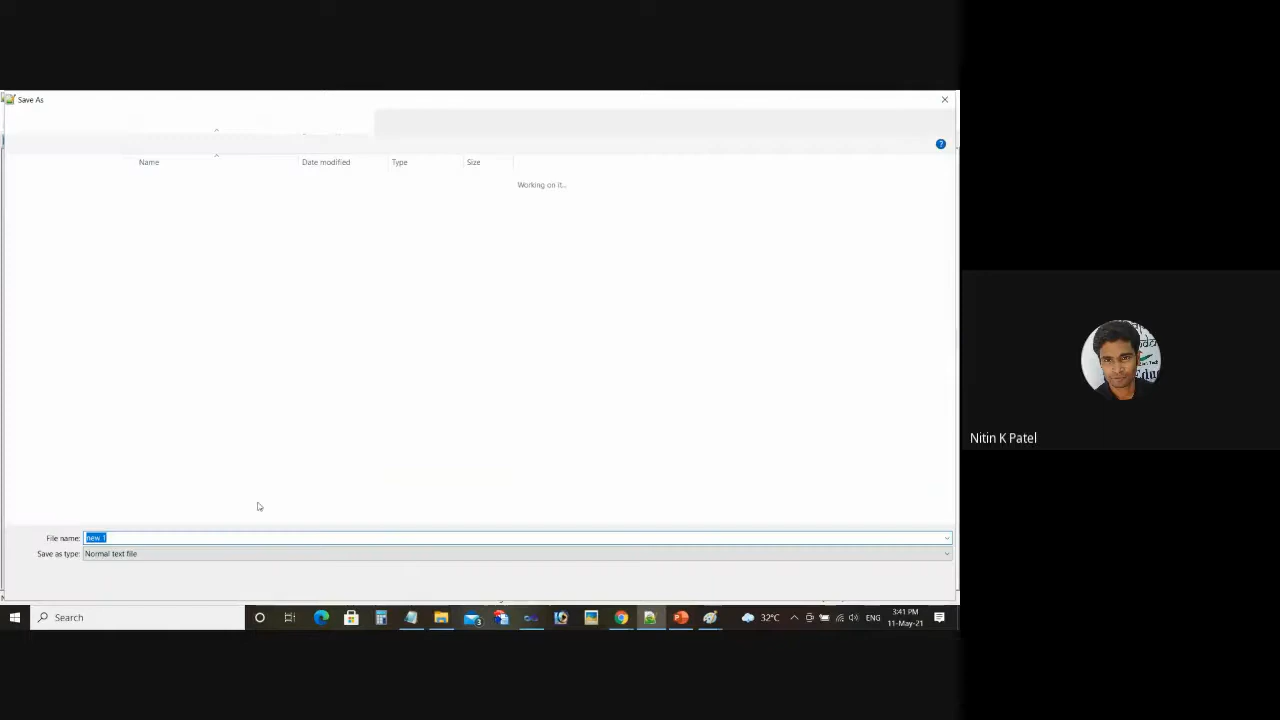 Save As
Name Date modified Type Size
Working on it...
File name: new 1
Save as type: Normal text file
Search
3
32°C
ENG
3:41 PM
11-May-21
Nitin K Patel